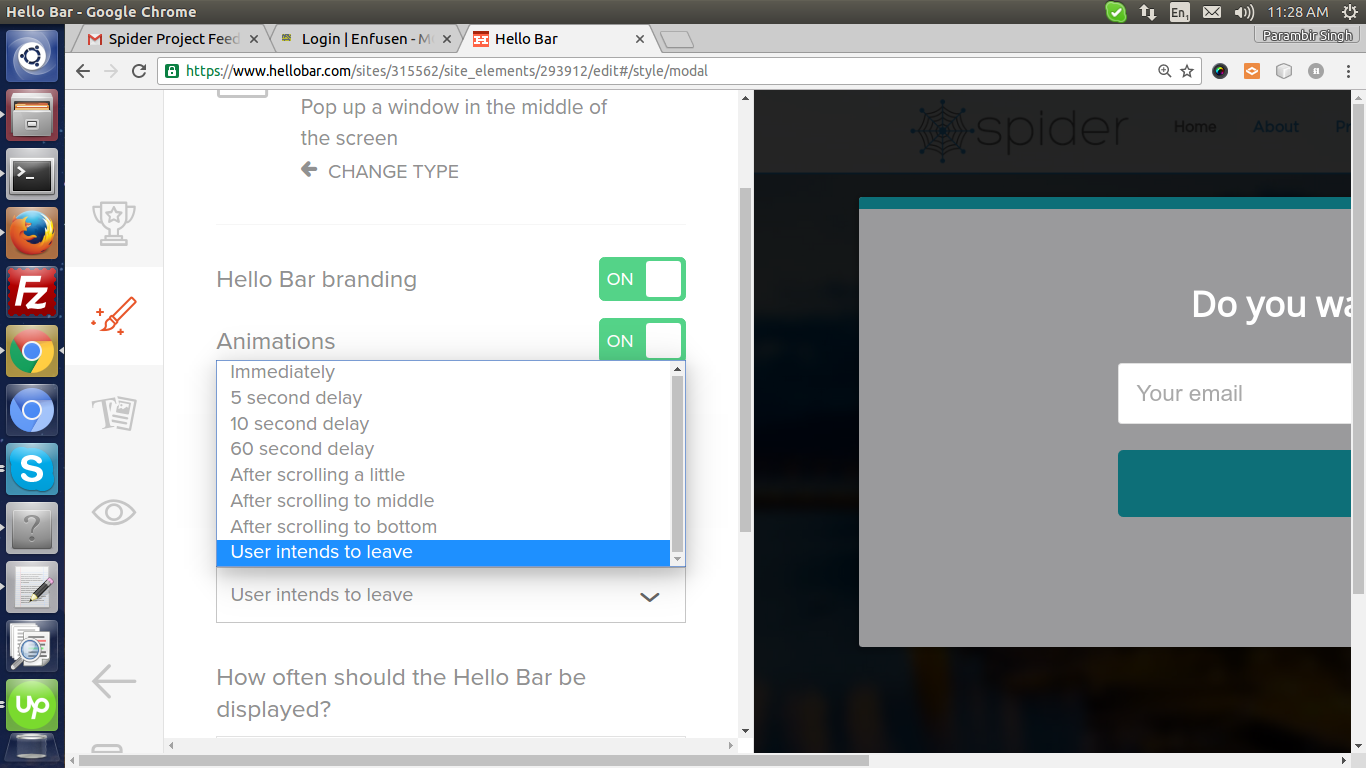 Hello Bar - Google Chrome
En1
11:28 AM
Spider Project Feed
Login | Enfusen - M
Hello Bar
Parambir Singh
https://www.hellobar.com/sites/315562/site_elements/293912/edit#/style/modal
Pop up a window in the middle of
the screen
CHANGE TYPE
Hello Bar branding
ON
Animations
ON
Immediately
5 second delay
10 second delay
60 second delay
After scrolling a little
After scrolling to middle
After scrolling to bottom
User intends to leave
User intends to leave
How often should the Hello Bar be
displayed?
spider
Home
About
Pr
Do you wa
Your email
Fz
S
?
up